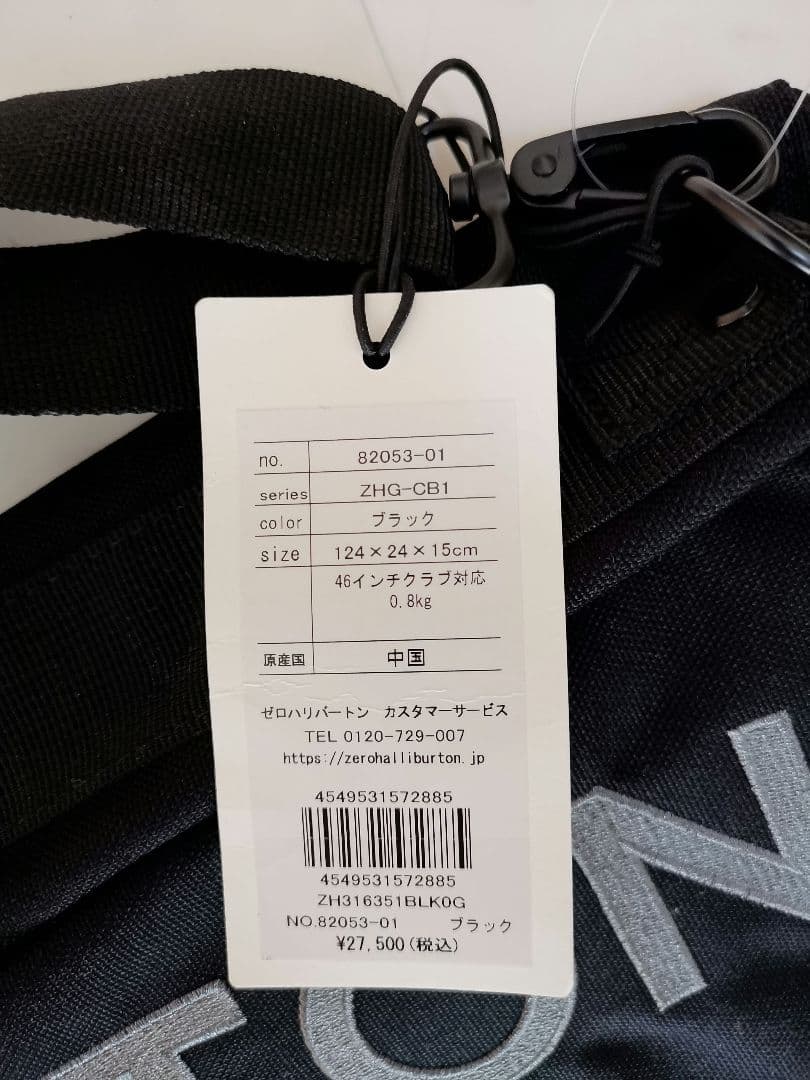 no. 82053-01
series ZHG-CB1
color ブラック
size 124×24×15cm
46インチクラブ対応
0.8kg
原産国 中国
ゼロハリバートン カスタマーサービス
TEL 0120-729-007
https://zerohalliburton.jp
4549531572885
4549531572885
ZH316351BLK0G
NO.82053-01 ブラック
¥27,500(税込)
TON